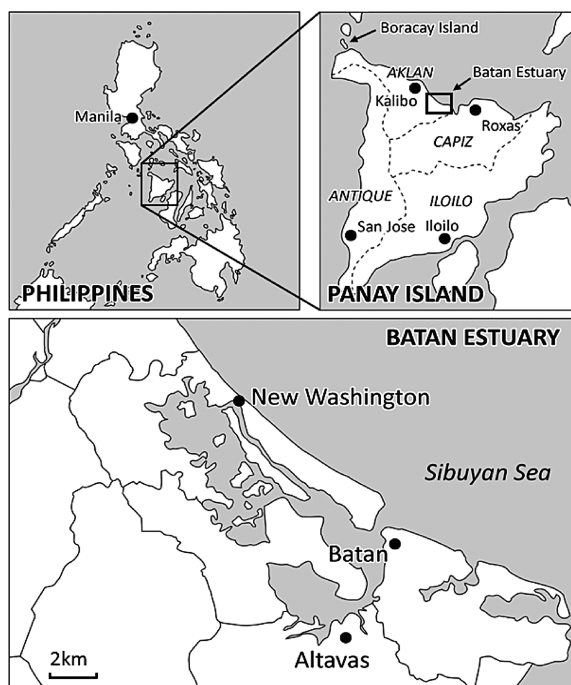 Manila
PHILIPPINES
Boracay Island
AKLAN
Batan Estuary
Kalibo
Roxas
CAPIZ
ANTIQUE
ILOILO
San Jose
Iloilo
PANAY ISLAND
BATAN ESTUARY
New Washington
Sibuyan Sea
Batan
Altavas
2km